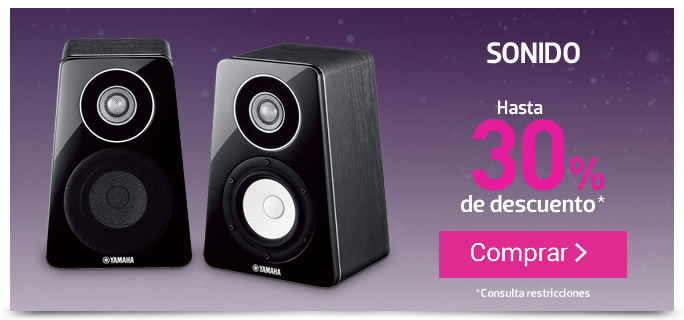 SONIDO
Hasta
30%
de descuento*
Comprar >
*Consulta restricciones
YAMAHA
YAMAHA